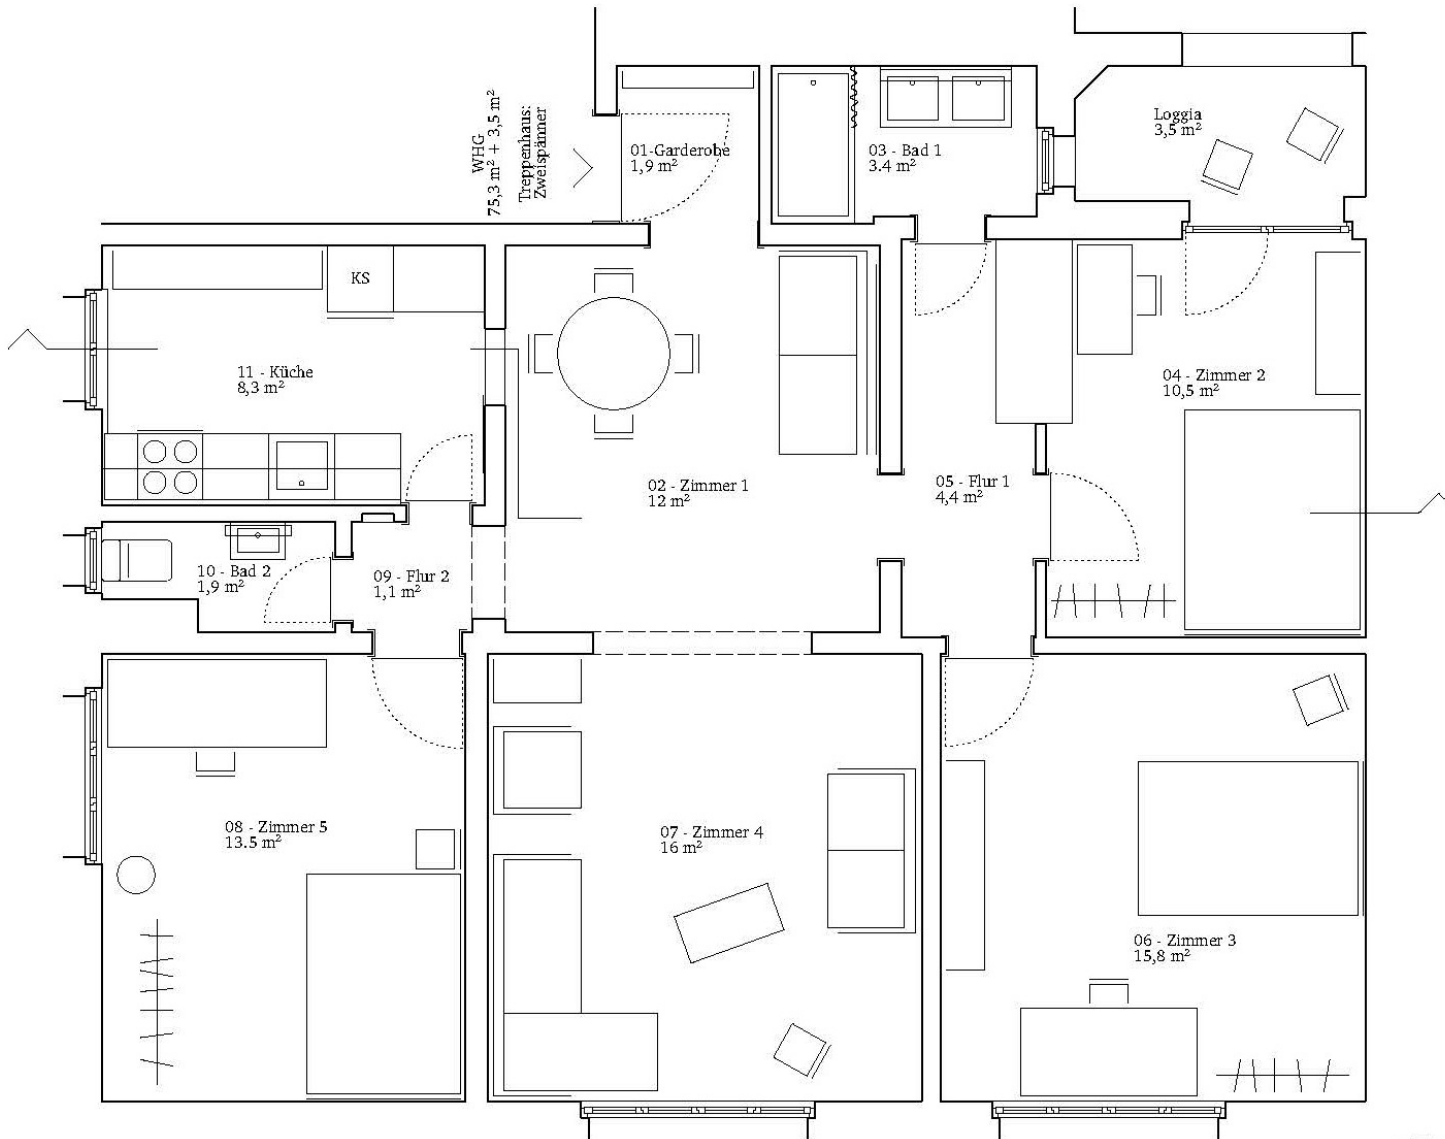 WHG
75,3 m² + 3,5 m²
Treppenhaus:
Zweispänner
01-Garderobe
1,9 m²
03 - Bad 1
3.4 m²
Loggia
3,5 m²
KS
11 - Küche
8,3 m²
04 - Zimmer 2
10,5 m²
02 - Zimmer 1
12 m²
05 - Flur 1
4,4 m²
10 - Bad 2
1,9 m²
09 - Flur 2
1,1 m²
08 - Zimmer 5
13.5 m²
07 - Zimmer 4
16 m²
06 - Zimmer 3
15,8 m²